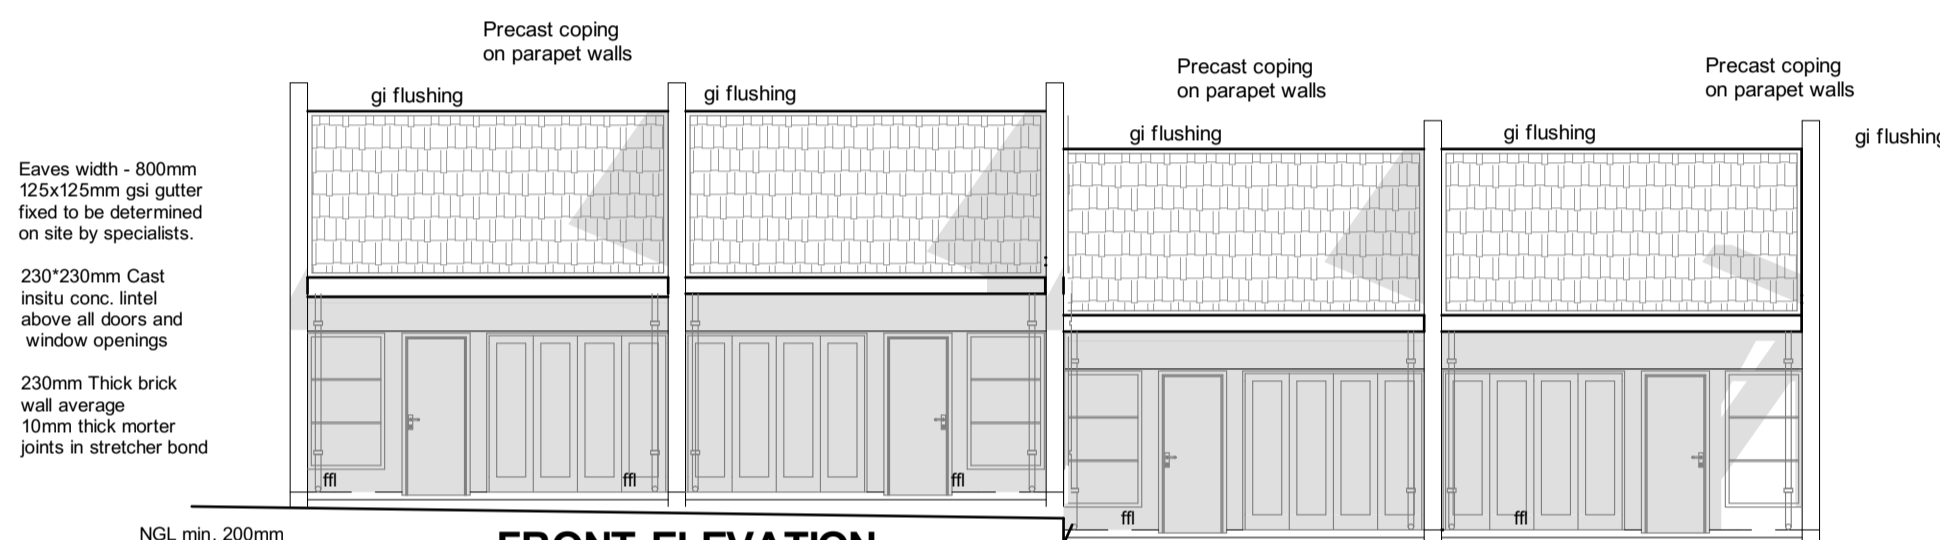 Precast coping
on parapet walls
Precast coping
on parapet walls
Precast coping
on parapet walls
gi flushing
gi flushing
gi flushing
gi flushing
gi flushing
Eaves width - 800mm
125x125mm gsi gutter
fixed to be determined
on site by specialists.
230*230mm Cast
insitu conc. lintel
above all doors and
window openings
230mm Thick brick
wall average
10mm thick morter
joints in stretcher bond
ffl
ffl
ffl
ffl
ffl
NGL min. 200mm
FRONT ELEVATION